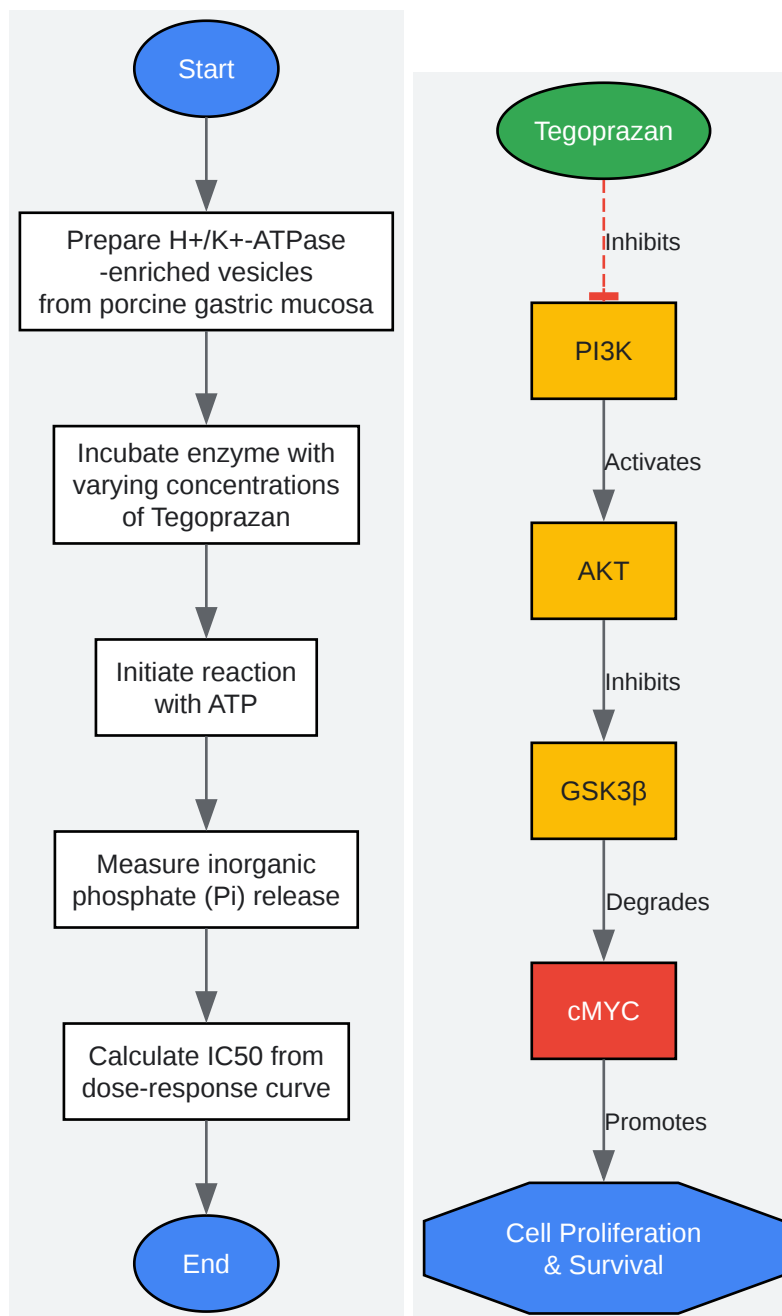 Start
Prepare H+/K+-ATPase
-enriched vesicles
from porcine gastric mucosa
Incubate enzyme with
varying concentrations
of Tegoprazan
Initiate reaction
with ATP
Measure inorganic
phosphate (Pi) release
Calculate IC50 from
dose-response curve
End
Tegoprazan
Inhibits
PI3K
Activates
AKT
Inhibits
GSK3β
Degrades
cMYC
Promotes
Cell Proliferation
& Survival